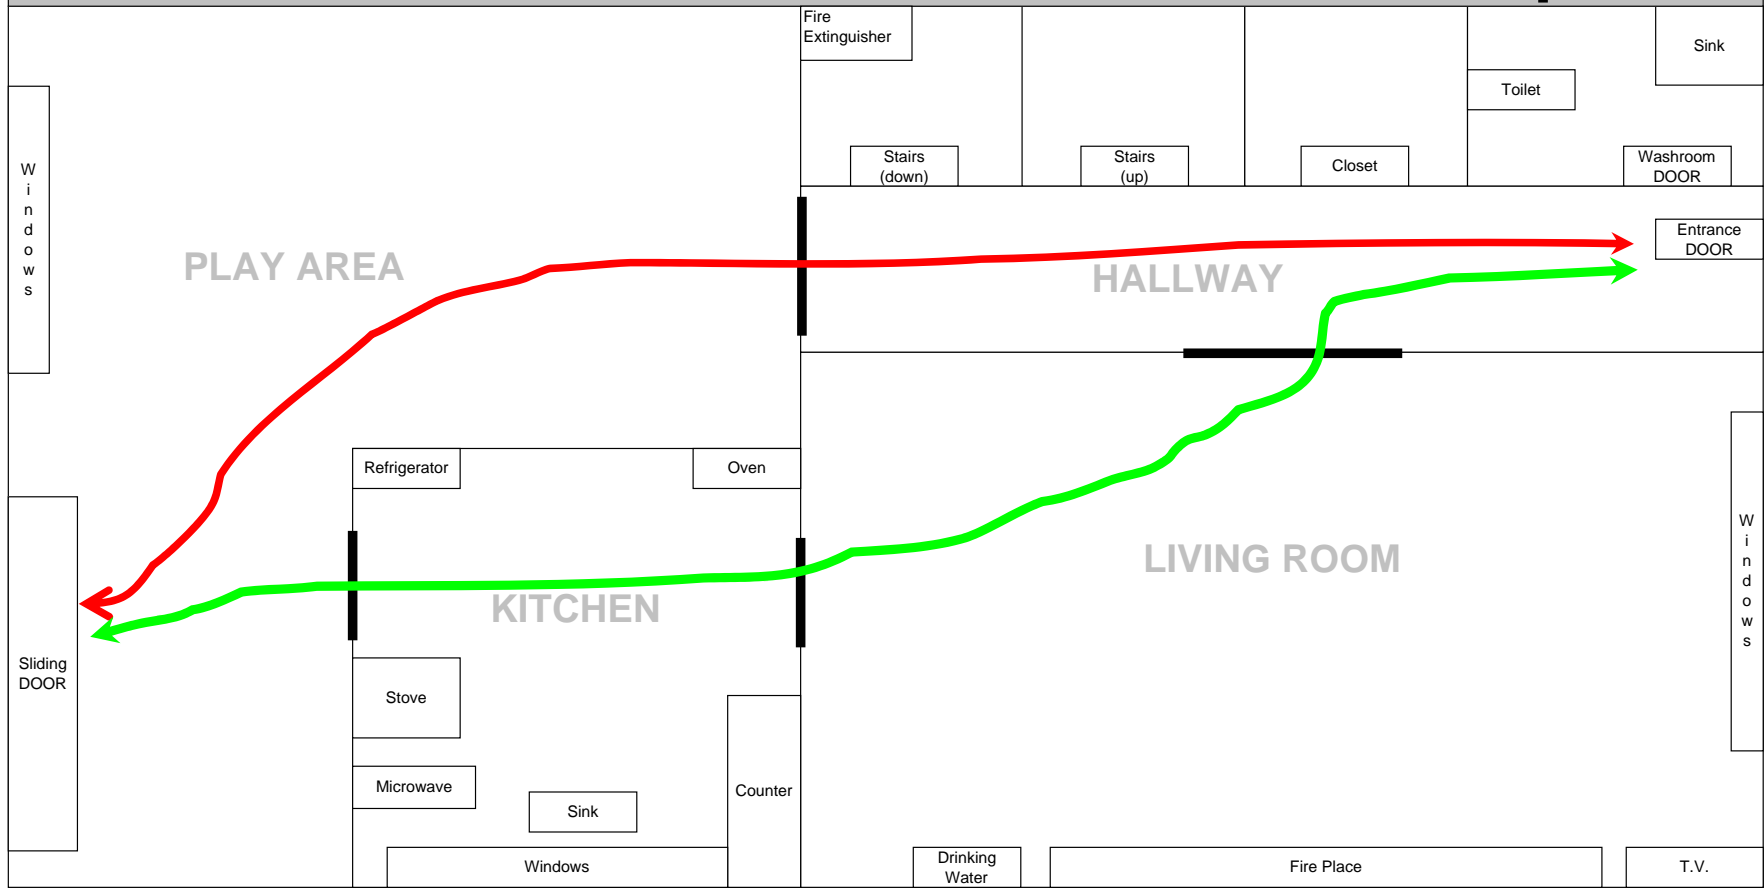 Fire
Extinguisher
Sink
Toilet
Stairs
(down)
Stairs
(up)
Closet
Washroom
DOOR
W
i
n
d
o
w
s
PLAY AREA
HALLWAY
Entrance
DOOR
Refrigerator
Oven
KITCHEN
LIVING ROOM
W
i
n
d
o
w
s
Sliding
DOOR
Stove
Microwave
Sink
Counter
Windows
Drinking
Water
Fire Place
T.V.